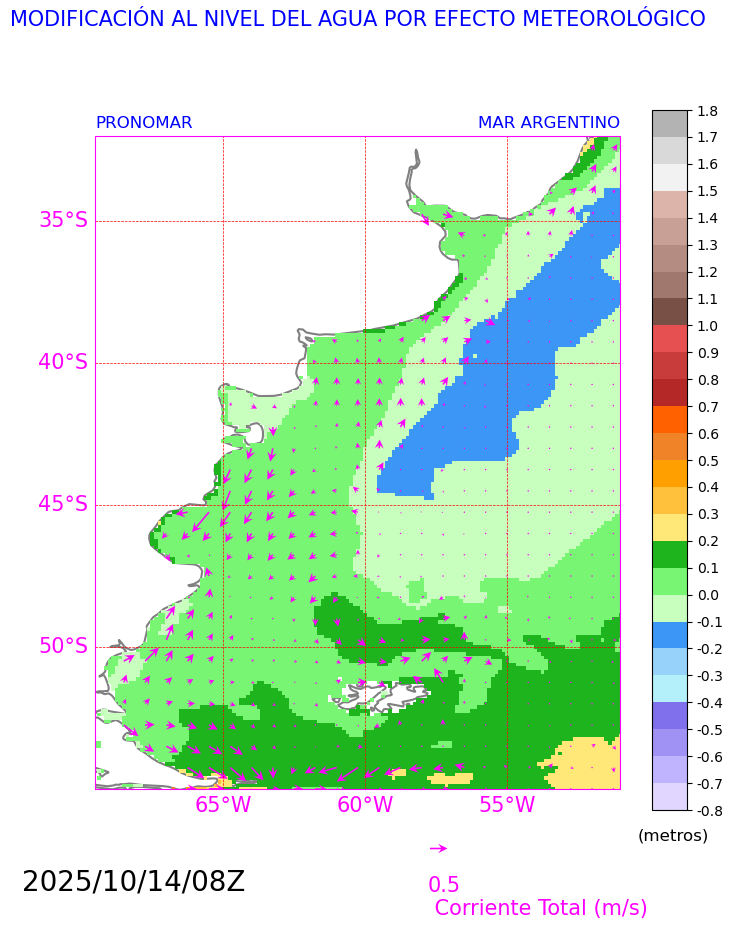 MODIFICACIÓN AL NIVEL DEL AGUA POR EFECTO METEOROLÓGICO
PRONOMAR
MAR ARGENTINO
35°S
40°S
45°S
50°S
65°W
60°W
55°W
1.8
1.7
1.6
1.5
1.4
1.3
1.2
1.1
1.0
0.9
0.8
0.7
0.6
0.5
0.4
0.3
0.2
0.1
0.0
-0.1
-0.2
-0.3
-0.4
-0.5
-0.6
-0.7
-0.8
(metros)
2025/10/14/08Z
0.5
Corriente Total (m/s)